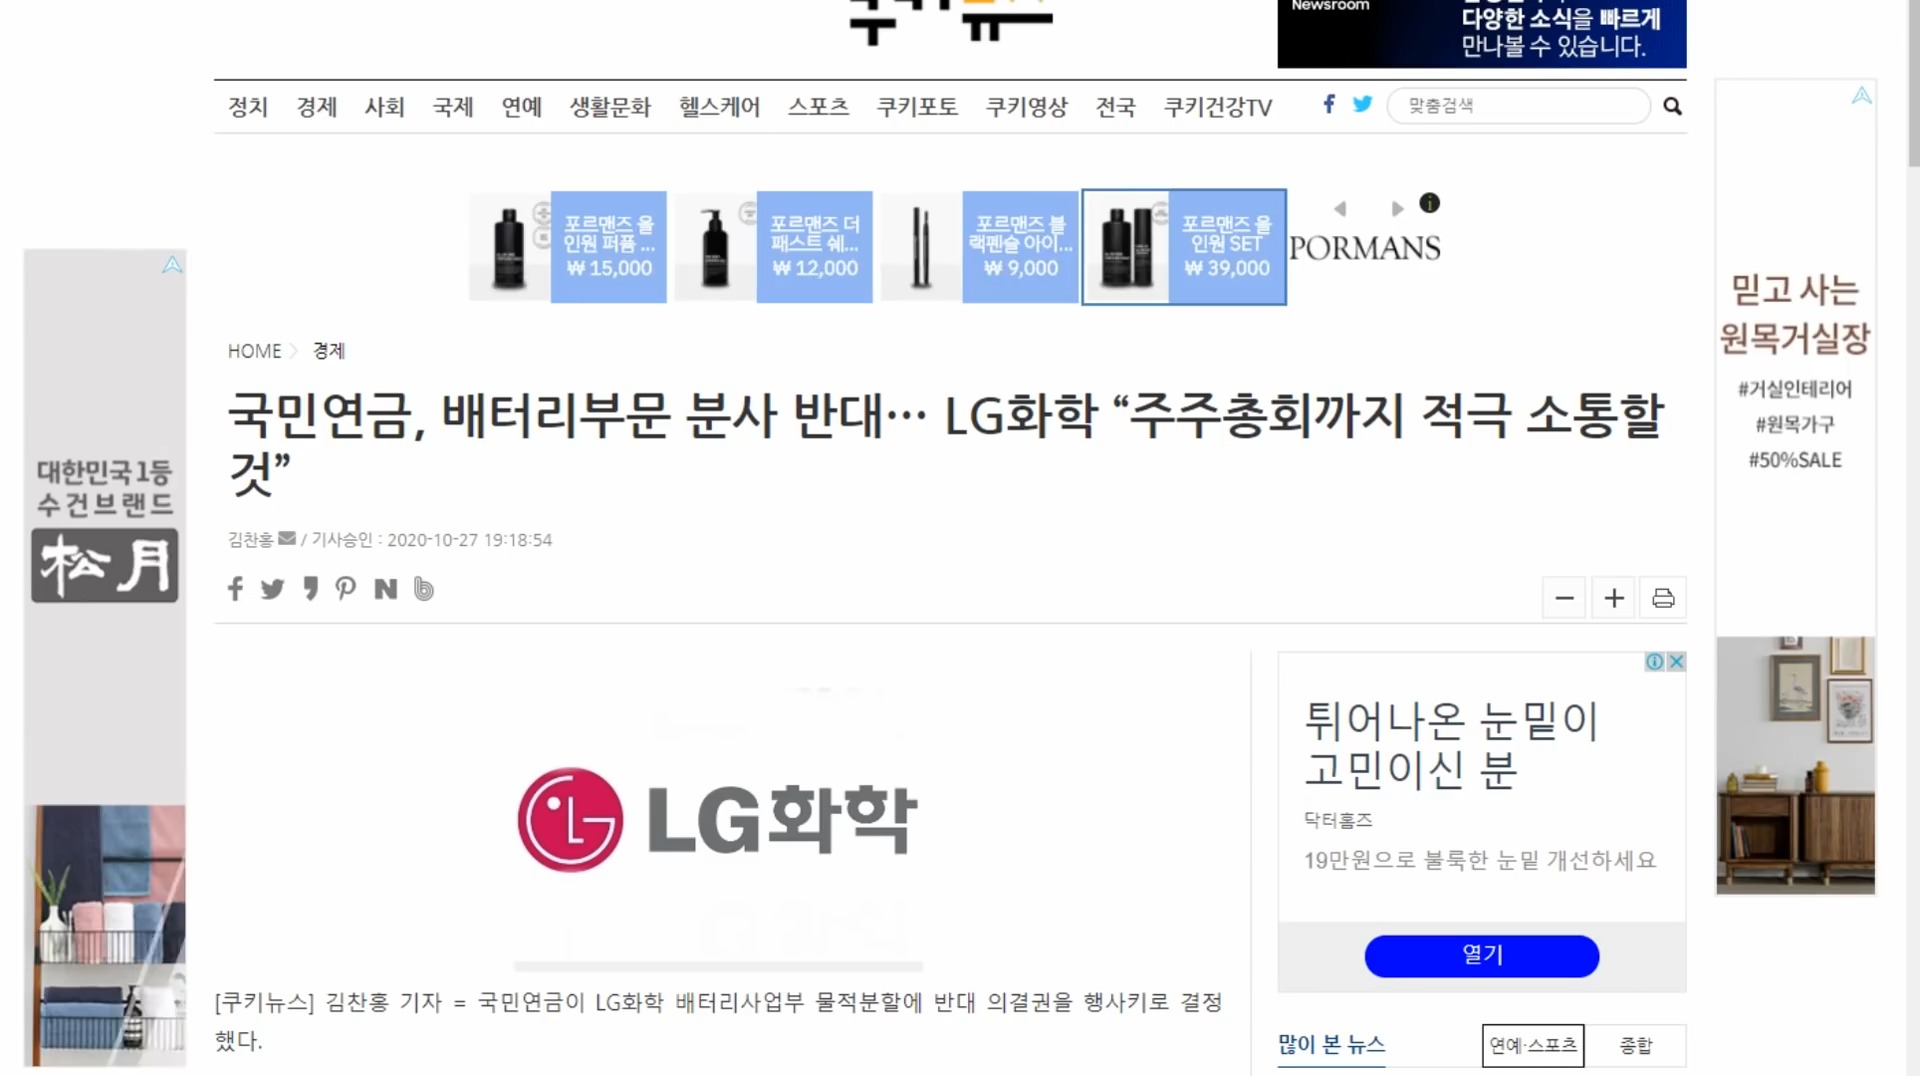 Newsroom
다양한 소식을 빠르게
만나볼 수 있습니다.
정치 경제 사회 국제 연예 생활문화 헬스케어 스포츠 쿠키포토 쿠키영상 전국 쿠키건강TV
맞춤검색
포르맨즈 올
인원 퍼퓸 ...
₩ 15,000
포르맨즈 더
패스트 쉐...
₩ 12,000
포르맨즈 블
랙펜슬 아이...
₩ 9,000
포르맨즈 올
인원 SET
₩ 39,000
PORMANS
HOME 경제
국민연금, 배터리부문 분사 반대… LG화학 “주주총회까지 적극 소통할
것”
김찬홍 / 기사승인 : 2020-10-27 19:18:54
대한민국 1등
수건브랜드
松月
믿고 사는
원목거실장
#거실인테리어
#원목가구
#50%SALE
LG화학
[쿠키뉴스] 김찬홍 기자 = 국민연금이 LG화학 배터리사업부 물적분할에 반대 의결권을 행사키로 결정
했다.
튀어나온 눈밑이
고민이신 분
닥터홈즈
19만원으로 불룩한 눈밑 개선하세요
열기
많이 본 뉴스
연예·스포츠
종합